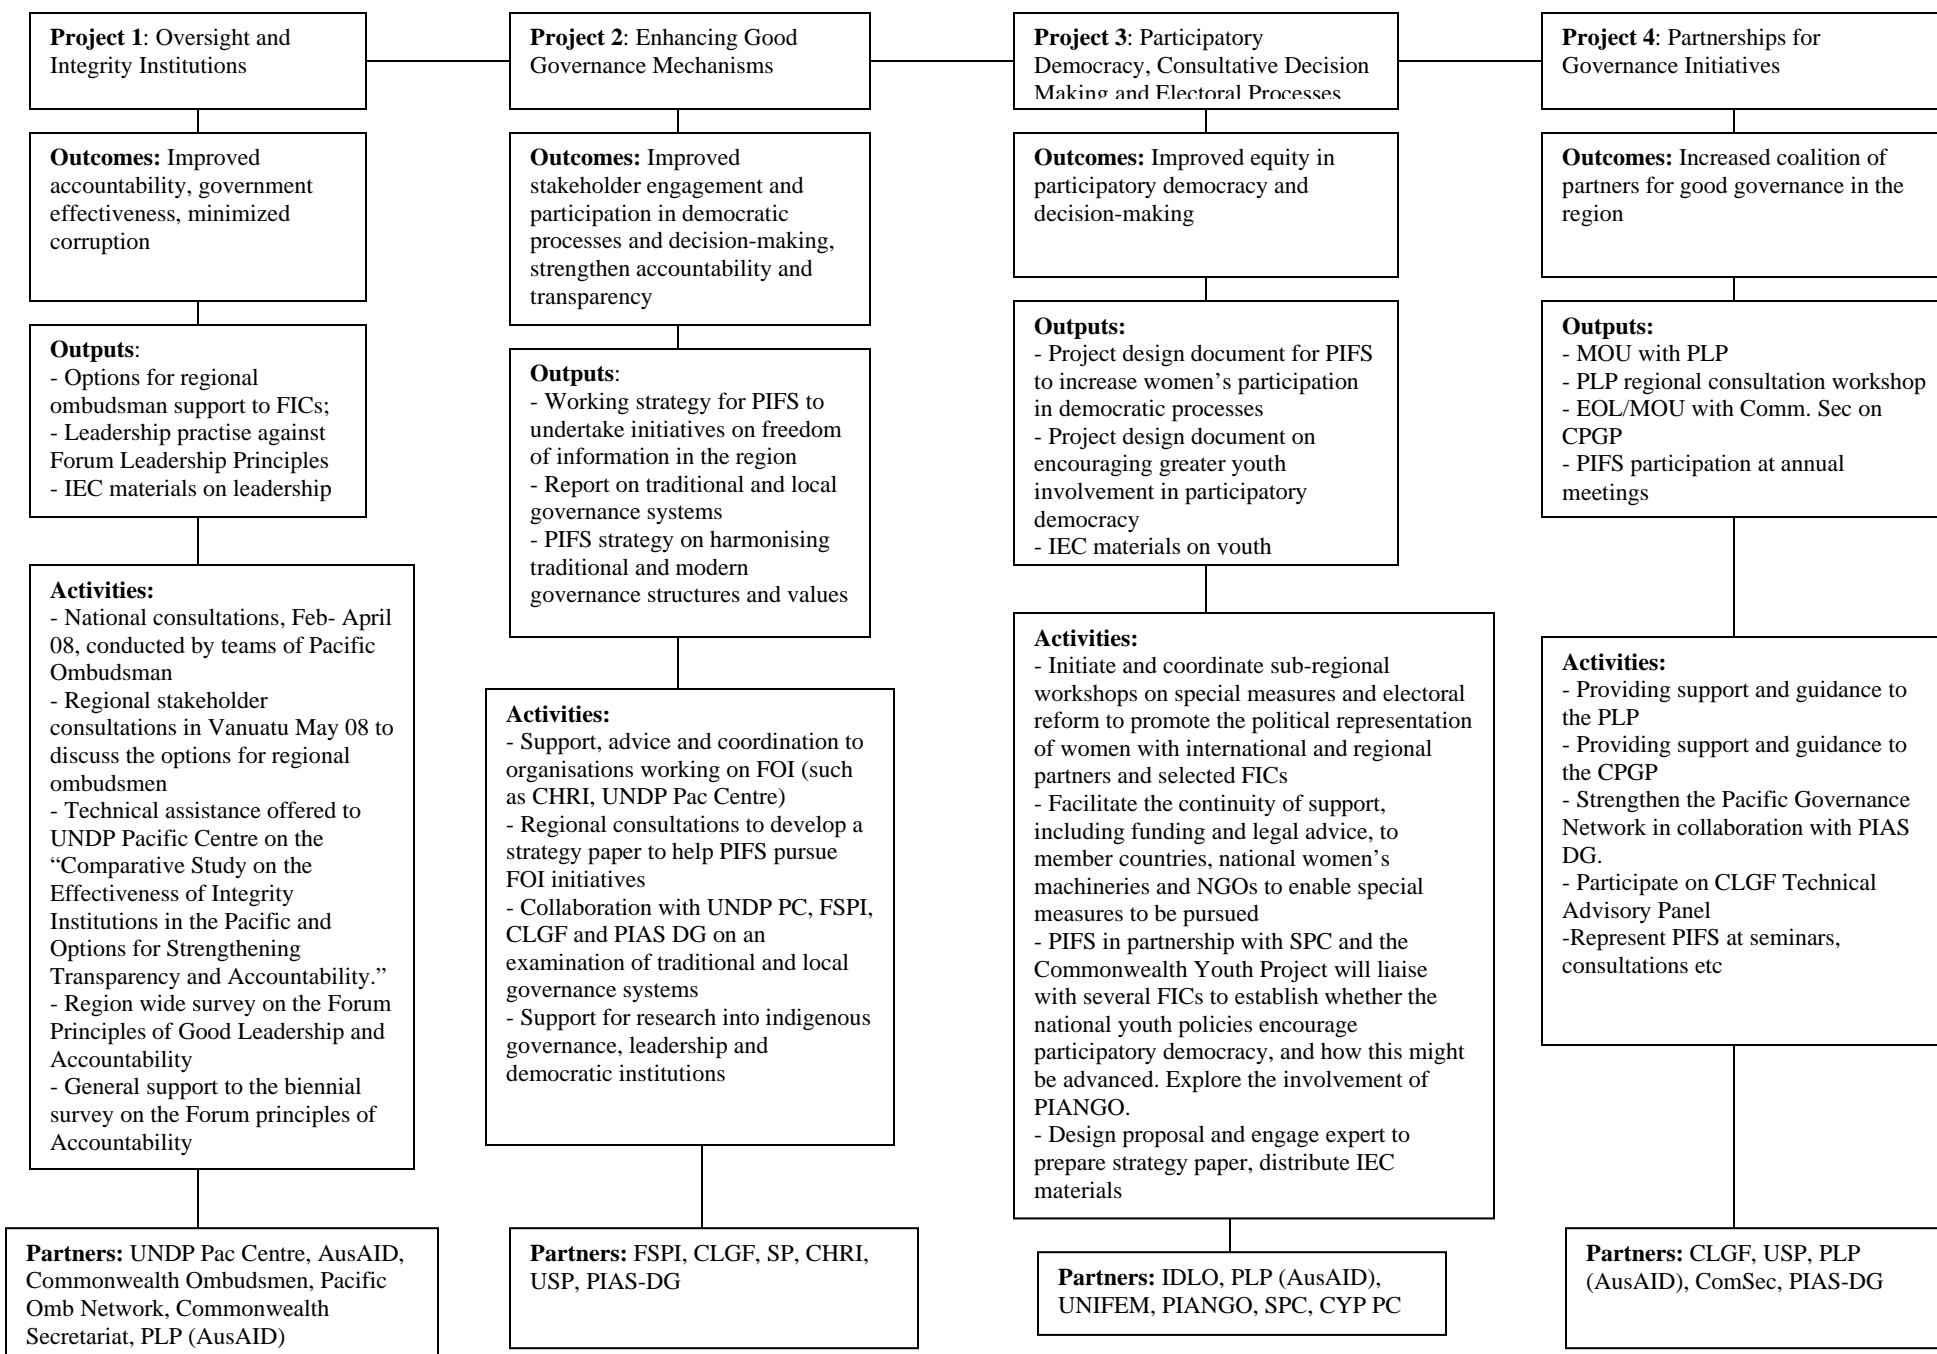 Project 1: Oversight and
Integrity Institutions
Outcomes: Improved
accountability, government
effectiveness, minimized
corruption
Outputs:
- Options for regional
ombudsman support to FICs;
- Leadership practise against
Forum Leadership Principles
- IEC materials on leadership
Activities:
- National consultations, Feb- April
08, conducted by teams of Pacific
Ombudsman
- Regional stakeholder
consultations in Vanuatu May 08 to
discuss the options for regional
ombudsmen
- Technical assistance offered to
UNDP Pacific Centre on the
“Comparative Study on the
Effectiveness of Integrity
Institutions in the Pacific and
Options for Strengthening
Transparency and Accountability.”
- Region wide survey on the Forum
Principles of Good Leadership and
Accountability
- General support to the biennial
survey on the Forum principles of
Accountability
Partners: UNDP Pac Centre, AusAID,
Commonwealth Ombudsmen, Pacific
Omb Network, Commonwealth
Secretariat, PLP (AusAID)
Project 2: Enhancing Good
Governance Mechanisms
Outcomes: Improved
stakeholder engagement and
participation in democratic
processes and decision-making,
strengthen accountability and
transparency
Outputs:
- Working strategy for PIFS to
undertake initiatives on freedom
of information in the region
- Report on traditional and local
governance systems
- PIFS strategy on harmonising
traditional and modern
governance structures and values
Activities:
- Support, advice and coordination to
organisations working on FOI (such
as CHRI, UNDP Pac Centre)
- Regional consultations to develop a
strategy paper to help PIFS pursue
FOI initiatives
- Collaboration with UNDP PC, FSPI,
CLGF and PIAS DG on an
examination of traditional and local
governance systems
- Support for research into indigenous
governance, leadership and
democratic institutions
Partners: FSPI, CLGF, SP, CHRI,
USP, PIAS-DG
Project 3: Participatory
Democracy, Consultative Decision
Making and Electoral Processes
Outcomes: Improved equity in
participatory democracy and
decision-making
Outputs:
- Project design document for PIFS
to increase women’s participation
in democratic processes
- Project design document on
encouraging greater youth
involvement in participatory
democracy
- IEC materials on youth
Activities:
- Initiate and coordinate sub-regional
workshops on special measures and electoral
reform to promote the political representation
of women with international and regional
partners and selected FICs
- Facilitate the continuity of support,
including funding and legal advice, to
member countries, national women’s
machineries and NGOs to enable special
measures to be pursued
- PIFS in partnership with SPC and the
Commonwealth Youth Project will liaise
with several FICs to establish whether the
national youth policies encourage
participatory democracy, and how this might
be advanced. Explore the involvement of
PIANGO.
- Design proposal and engage expert to
prepare strategy paper, distribute IEC
materials
Partners: IDLO, PLP (AusAID),
UNIFEM, PIANGO, SPC, CYP PC
Project 4: Partnerships for
Governance Initiatives
Outcomes: Increased coalition of
partners for good governance in the
region
Outputs:
- MOU with PLP
- PLP regional consultation workshop
- EOL/MOU with Comm. Sec on
CPGP
- PIFS participation at annual
meetings
Activities:
- Providing support and guidance to
the PLP
- Providing support and guidance to
the CPGP
- Strengthen the Pacific Governance
Network in collaboration with PIAS
DG.
- Participate on CLGF Technical
Advisory Panel
-Represent PIFS at seminars,
consultations etc
Partners: CLGF, USP, PLP
(AusAID), ComSec, PIAS-DG